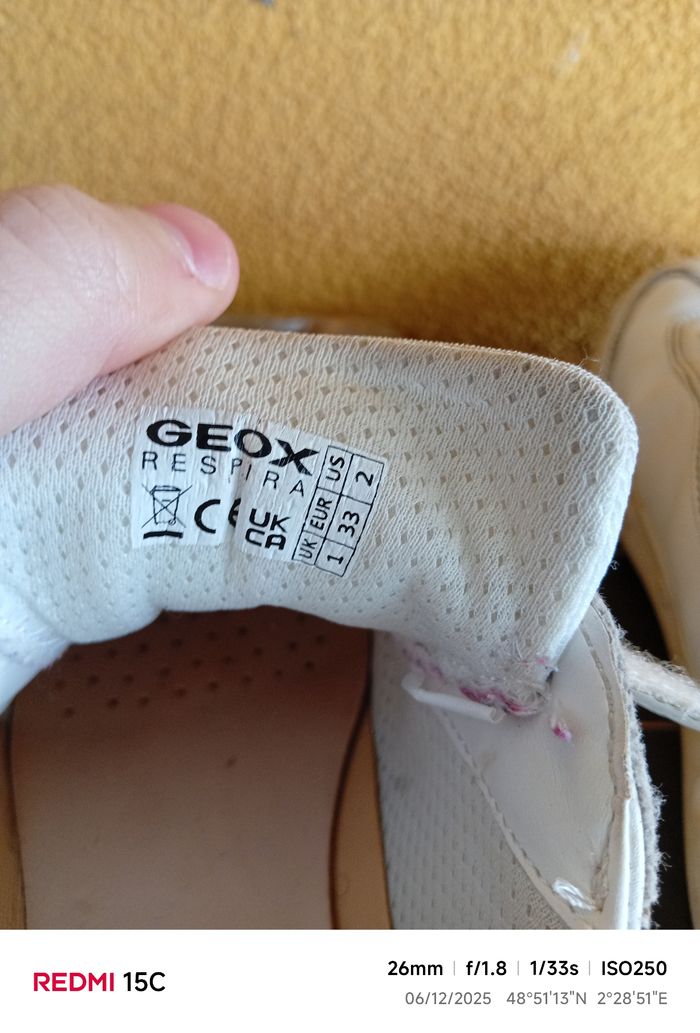 GEOX
RESPIRA
CE
UK
CA
UK EUR US
1 33 2
REDMI 15C
26mm | f/1.8 | 1/33s | ISO250
06/12/2025 48°51'13"N 2°28'51"E